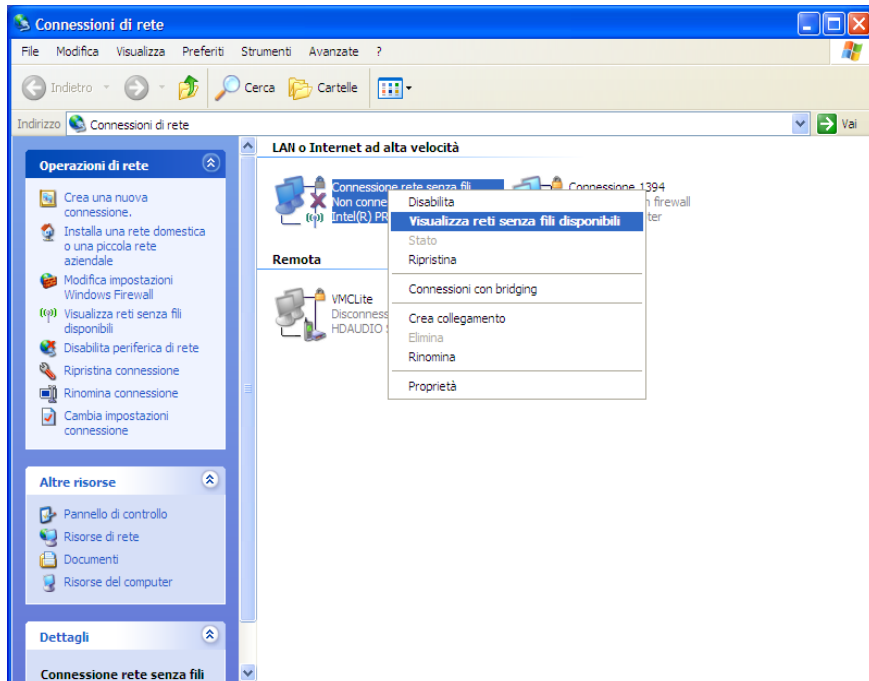 Connessioni di rete
File Modifica Visualizza Preferiti Strumenti Avanzate ?
Indietro Cerca Cartelle
Indirizzo Connessioni di rete Vai
Operazioni di rete
Crea una nuova
connessione.
Installa una rete domestica
o una piccola rete
aziendale
Modifica impostazioni
Windows Firewall
Visualizza reti senza fili
disponibili
Disabilita periferica di rete
Ripristina connessione
Rinomina connessione
Cambia impostazioni
connessione
Altre risorse
Pannello di controllo
Risorse di rete
Documenti
Risorse del computer
Dettagli
Connessione rete senza fili
LAN o Internet ad alta velocità
Connessione rete senza fili
Non conne
Intel(R) PR
Connessione 1394
firewall
ter
Remota
VMCLite
Disconness
HDAUDIO
Disabilita
Visualizza reti senza fili disponibili
Stato
Ripristina
Connessioni con bridging
Crea collegamento
Elimina
Rinomina
Proprietà